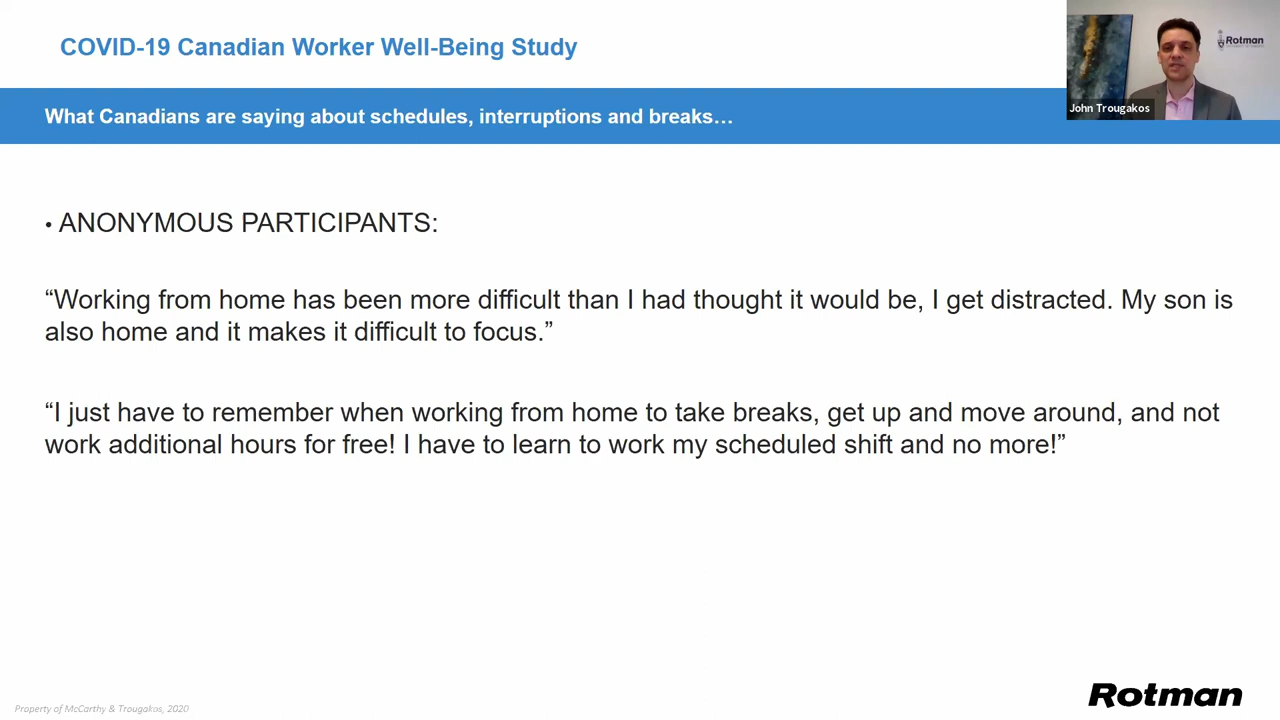 COVID-19 Canadian Worker Well-Being Study
Rotman
John Trougakos
What Canadians are saying about schedules, interruptions and breaks…
• ANONYMOUS PARTICIPANTS:
“Working from home has been more difficult than I had thought it would be, I get distracted. My son is
also home and it makes it difficult to focus.”
“I just have to remember when working from home to take breaks, get up and move around, and not
work additional hours for free! I have to learn to work my scheduled shift and no more!”
Property of McCarthy & Trougakos, 2020
Rotman